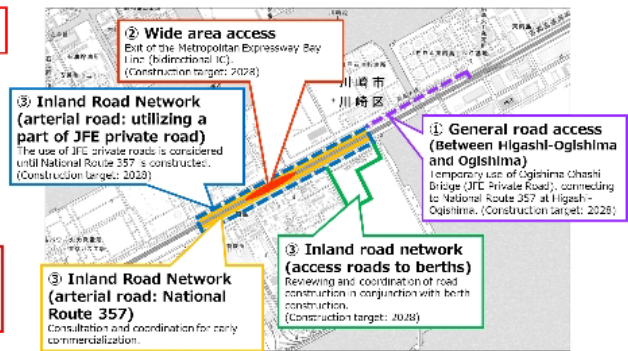 ② Wide area access
Exit of the Metropolitan Expressway Bay
Line (bidirectional IC).
(Construction target: 2028)
川崎市
川崎区
③ Inland Road Network
(arterial road: utilizing a
part of JFE private road)
The use of JFE private roads is considered
until National Route 357 is constructed.
(Construction target: 2028)
① General road access
(Between Higashi-Ogishima
and Ogishima)
Temporary use of Ogishima Ohashi
Bridge (JFE Private Road), connecting
to National Route 357 at Higashi-
Ogishima. (Construction target: 2028)
③ Inland road network
(access roads to berths)
Reviewing and coordination of road
construction in conjunction with berth
construction.
(Construction target: 2028)
③ Inland Road Network
(arterial road: National
Route 357)
Consultation and coordination for early
commercialization.